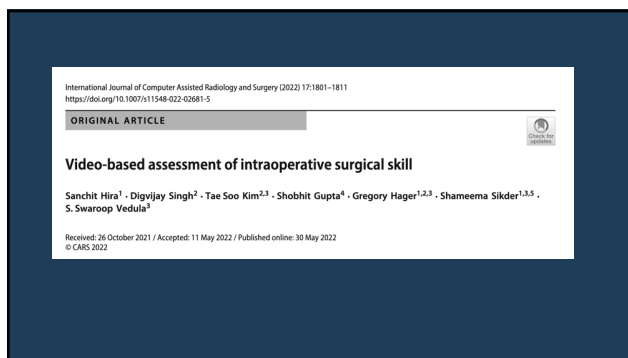 International Journal of Computer Assisted Radiology and Surgery (2022) 17:1801–1811
https://doi.org/10.1007/s11548-022-02681-5
ORIGINAL ARTICLE
Check for
updates
Video-based assessment of intraoperative surgical skill
Sanchit Hira1 · Digvijay Singh2 · Tae Soo Kim2,3 · Shobhit Gupta4 · Gregory Hager1,2,3 · Shameema Sikder1,3,5 ·
S. Swaroop Vedula3
Received: 26 October 2021 / Accepted: 11 May 2022 / Published online: 30 May 2022
© CARS 2022